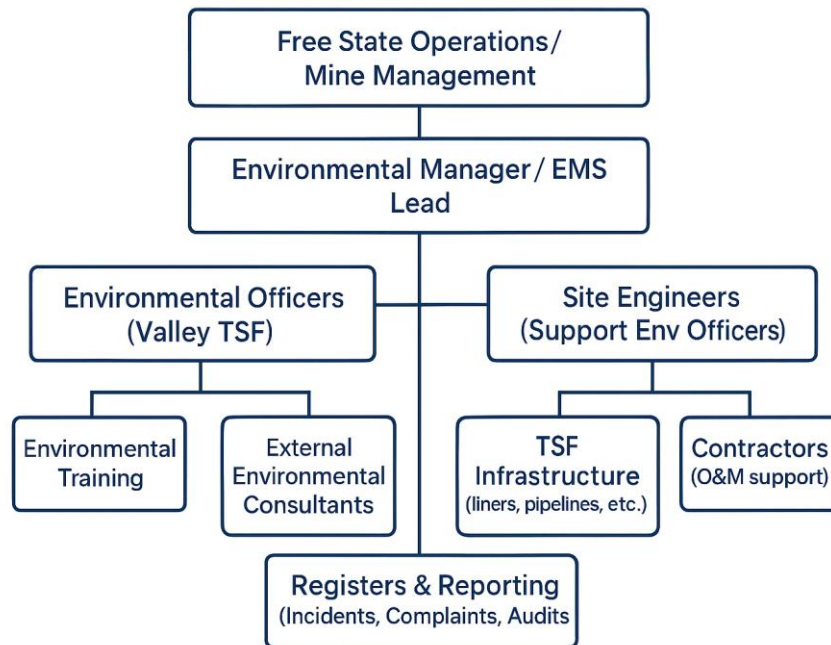 Free State Operations/
Mine Management
Environmental Manager/ EMS
Lead
Environmental Officers
(Valley TSF)
Site Engineers
(Support Env Officers)
Environmental
Training
External
Environmental
Consultants
TSF
Infrastructure
(liners, pipelines, etc.)
Contractors
(O&M support)
Registers & Reporting
(Incidents, Complaints, Audits